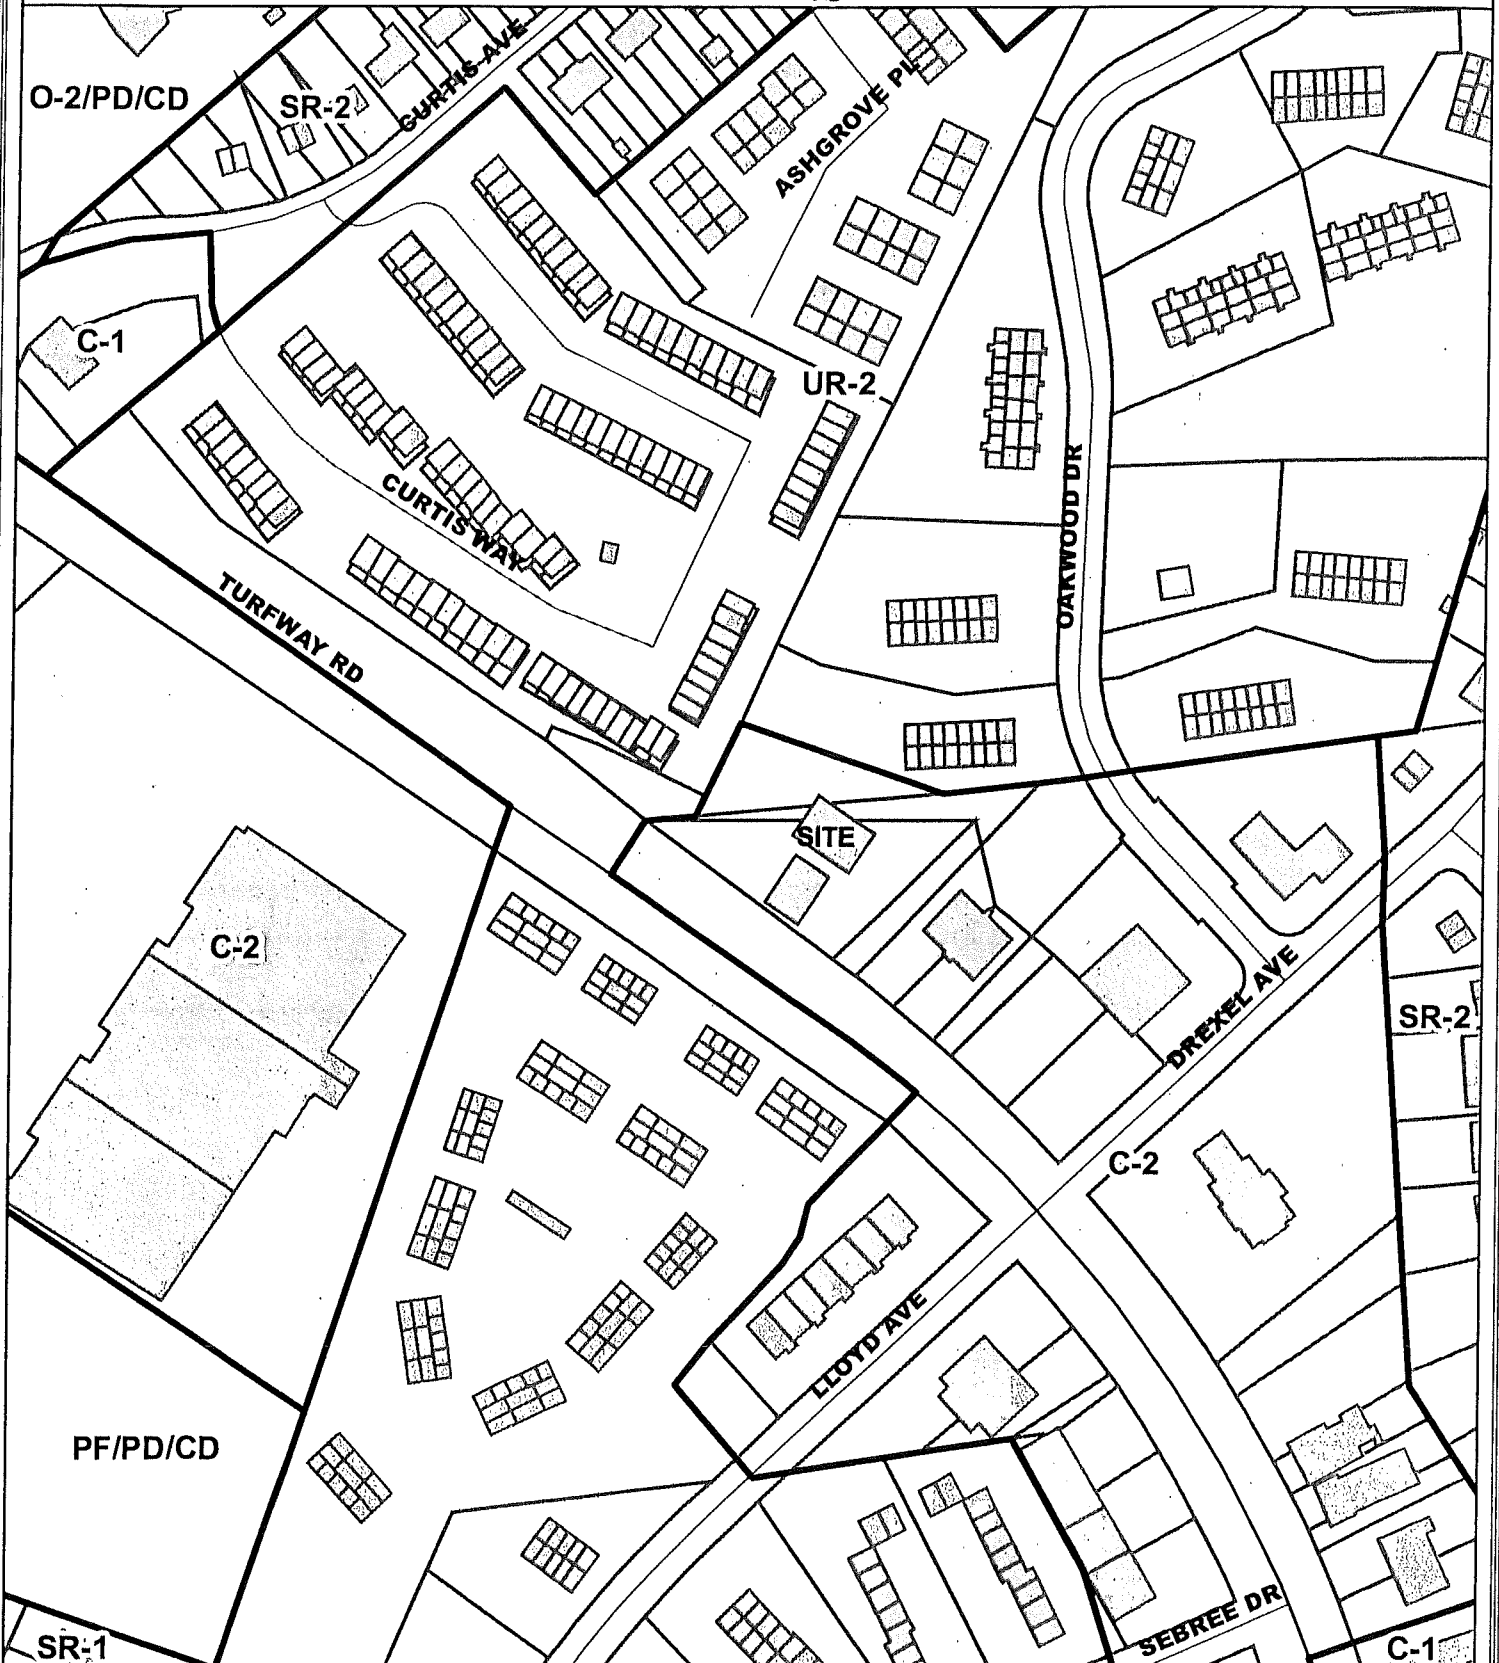 O-2/PD/CD
SR-2
CURTIS AVE
ASHGROVE PL
C-1
UR-2
CURTIS WAY
OAKWOOD DR
TURFWAY RD
SITE
C-2
DREXEL AVE
SR-2
C-2
LLOYD AVE
PF/PD/CD
SEBREE DR
SR-1
C-1